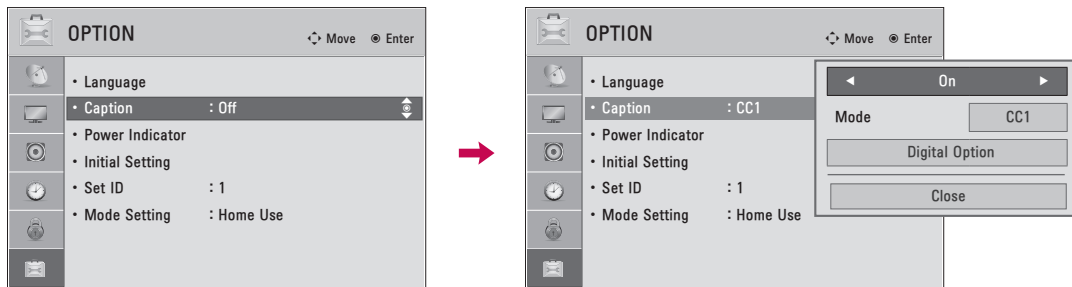 OPTION
Move Enter
• Language
• Caption : Off
• Power Indicator
• Initial Setting
• Set ID : 1
• Mode Setting : Home Use
OPTION
Move Enter
• Language
• Caption : CC1
• Power Indicator
• Initial Setting
• Set ID : 1
• Mode Setting : Home Use
◄ On ►
Mode CC1
Digital Option
Close